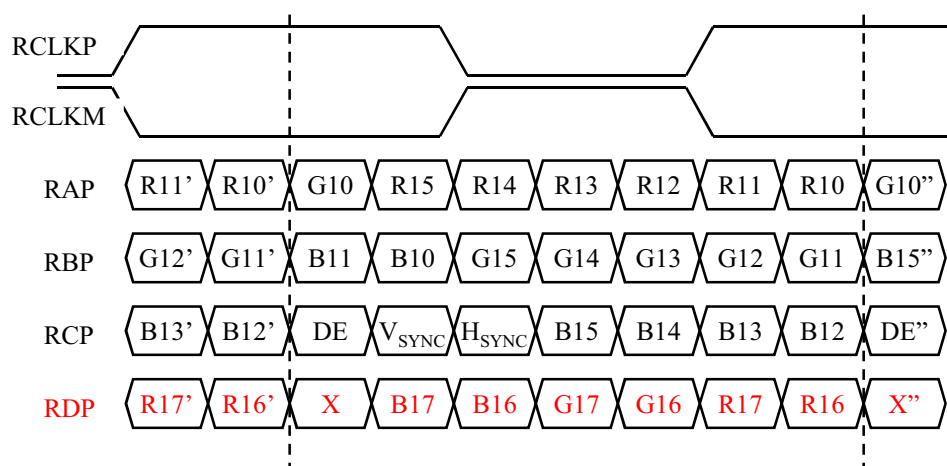 RCLKP
RCLKM
RAP R11’ R10’ G10 R15 R14 R13 R12 R11 R10 G10”
RBP G12’ G11’ B11 B10 G15 G14 G13 G12 G11 B15”
RCP B13’ B12’ DE VSYNC HSYNC B15 B14 B13 B12 DE”
RDP R17’ R16’ X B17 B16 G17 G16 R17 R16 X”